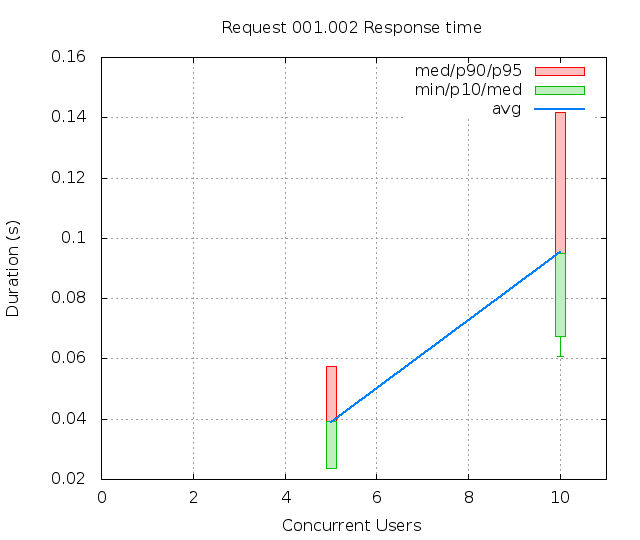 Request 001.002 Response time
med/p90/p95
min/p10/med
avg
Duration (s)
0.16
0.14
0.12
0.1
0.08
0.06
0.04
0.02
0 2 4 6 8 10
Concurrent Users